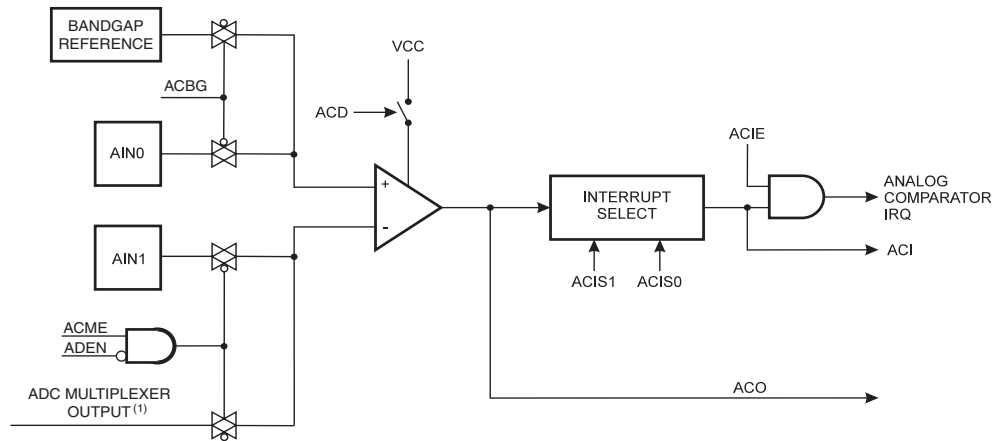 BANDGAP
REFERENCE
VCC
ACBG
ACD
AIN0
ACIE
+
-
INTERRUPT
SELECT
ANALOG
COMPARATOR
IRQ
AIN1
ACI
ACIS1
ACIS0
ACME
ADEN
ADC MULTIPLEXER
OUTPUT (1)
ACO